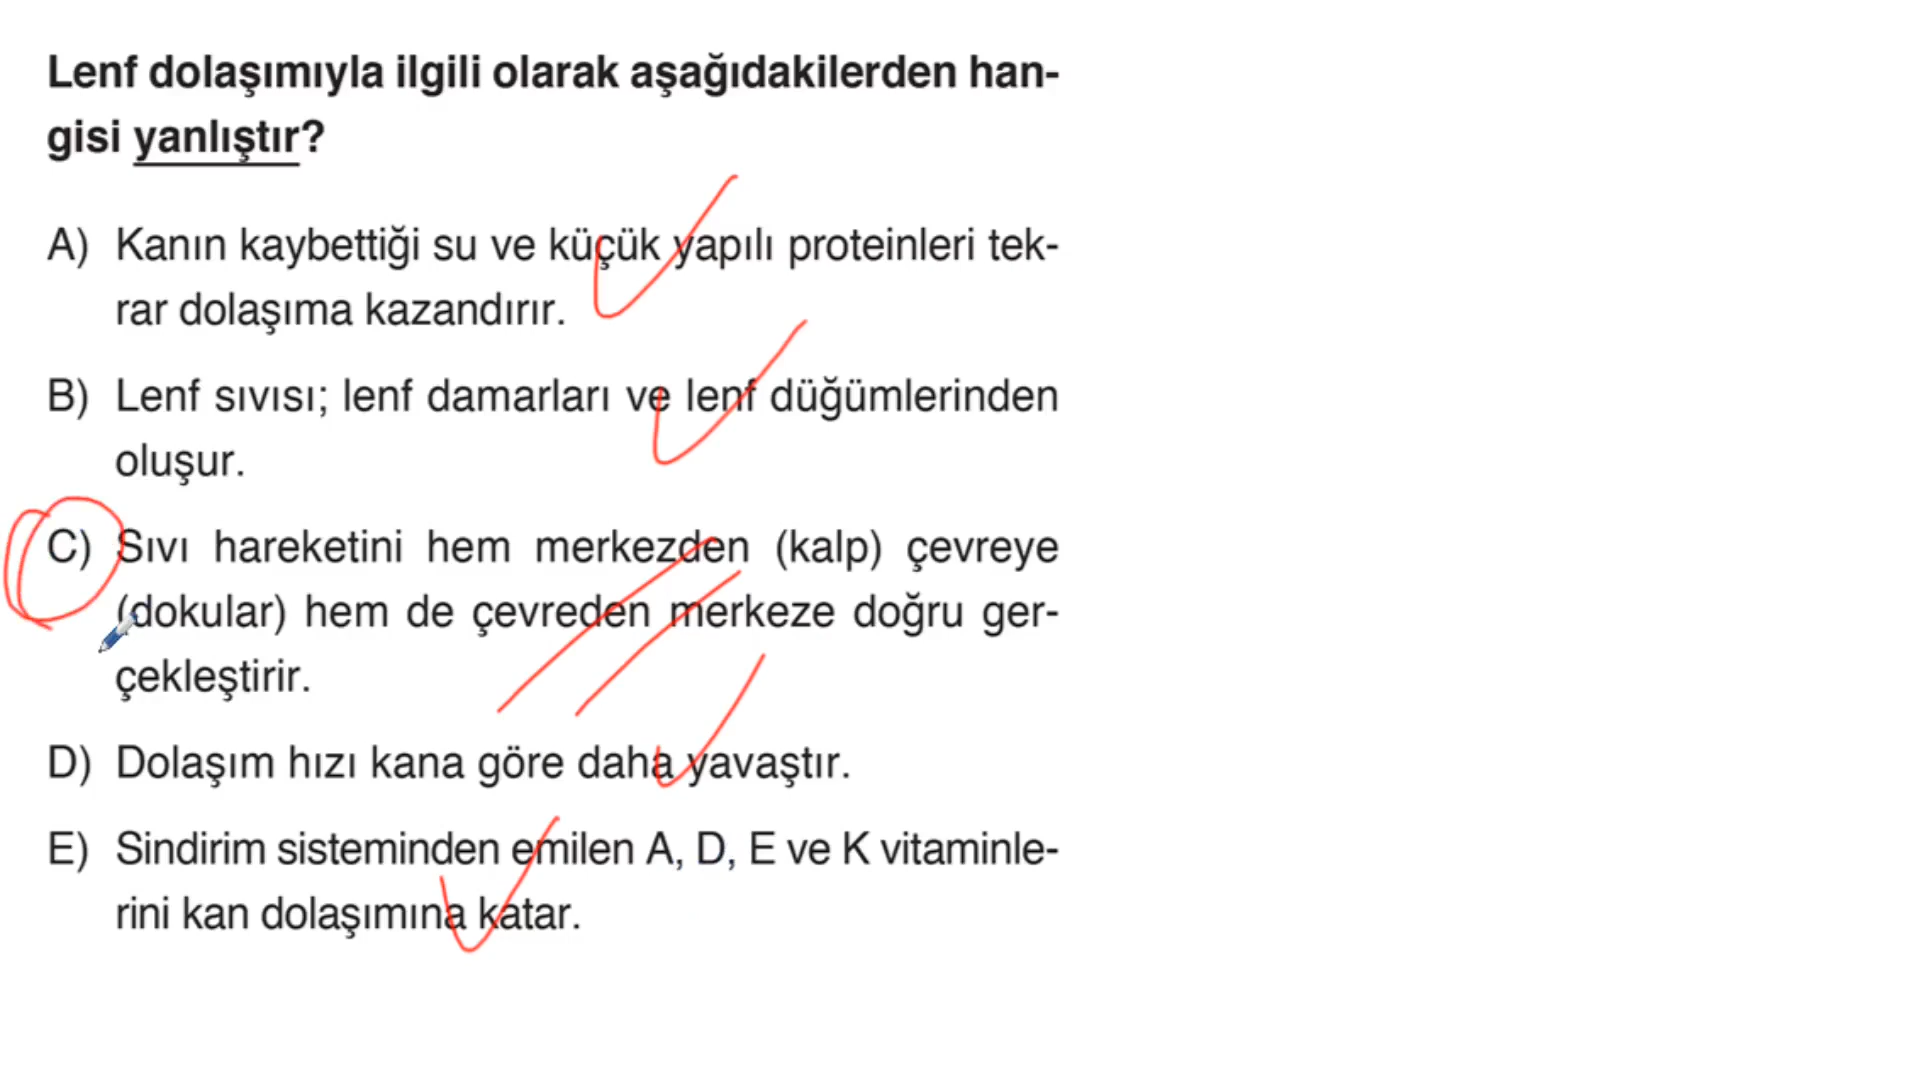 Lenf dolaşımıyla ilgili olarak aşağıdakilerden han-
gisi yanlıştır?
A) Kanın kaybettiği su ve küçük yapılı proteinleri tek-
rar dolaşıma kazandırır.
B) Lenf sıvısı; lenf damarları ve lenf düğümlerinden
oluşur.
C) Sıvı hareketini hem merkezden (kalp) çevreye
(dokular) hem de çevreden merkeze doğru ger-
çekleştirir.
D) Dolaşım hızı kana göre daha yavaştır.
E) Sindirim sisteminden emilen A, D, E ve K vitaminle-
rini kan dolaşımına katar.